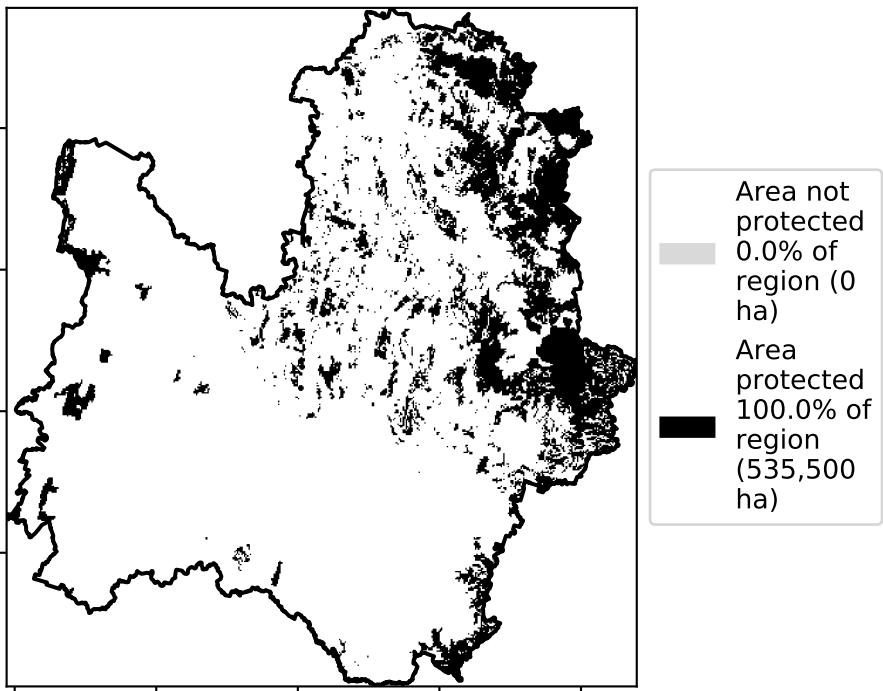 Area not
protected
0.0% of
region (0
ha)
Area
protected
100.0% of
region
(535,500
ha)